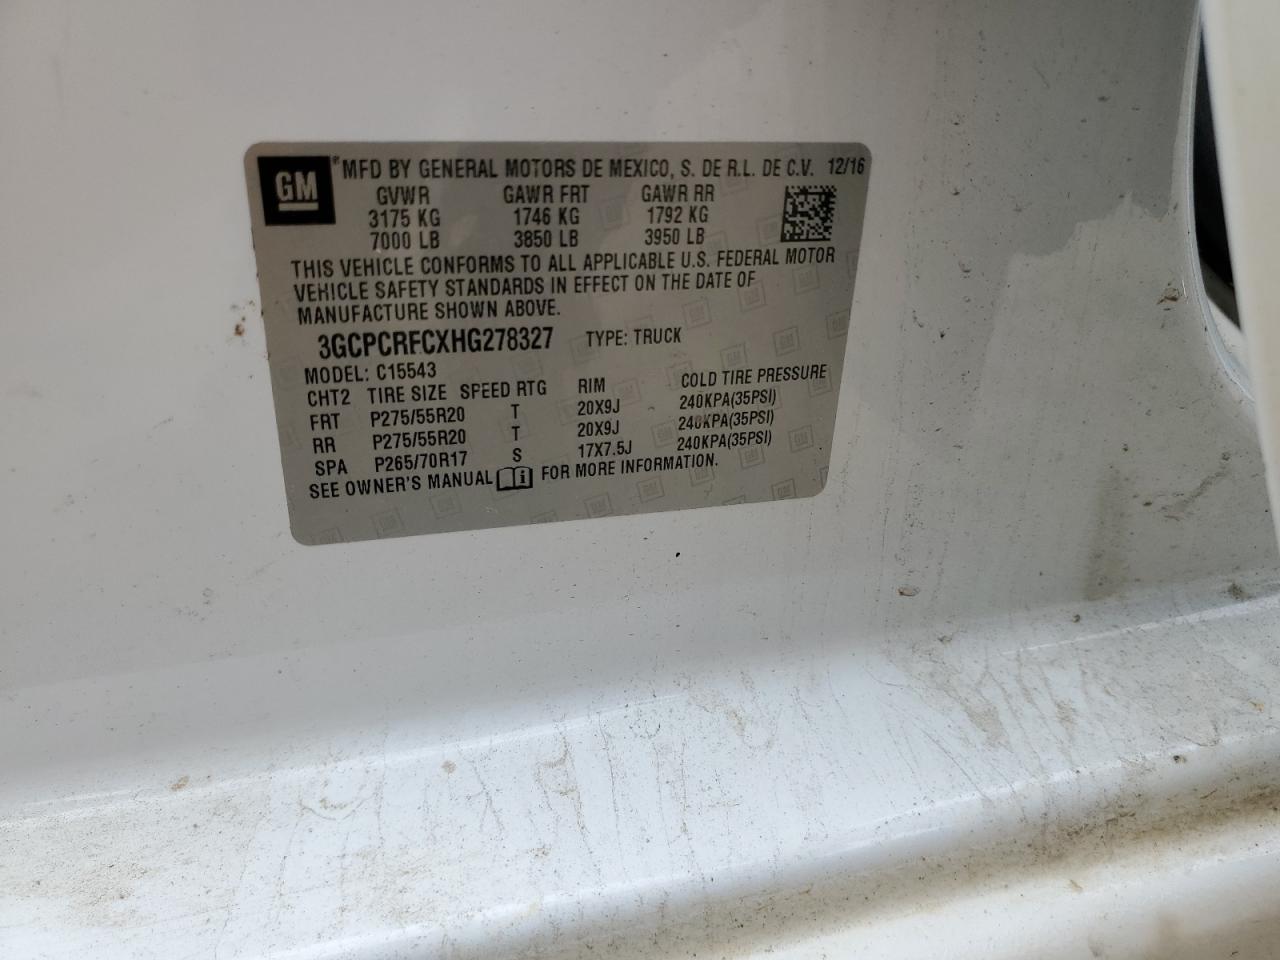 GM ® MFD BY GENERAL MOTORS DE MEXICO, S. DE R.L. DE C.V. 12/16
GVWR GAWR FRT GAWR RR
3175 KG 1746 KG 1792 KG
7000 LB 3850 LB 3950 LB
THIS VEHICLE CONFORMS TO ALL APPLICABLE U.S. FEDERAL MOTOR
VEHICLE SAFETY STANDARDS IN EFFECT ON THE DATE OF
MANUFACTURE SHOWN ABOVE.
3GCPCRFCXHG278327 TYPE: TRUCK
MODEL: C15543
CHT2 TIRE SIZE SPEED RTG RIM COLD TIRE PRESSURE
FRT P275/55R20 T 20X9J 240KPA(35PSI)
RR P275/55R20 T 20X9J 240KPA(35PSI)
SPA P265/70R17 S 17X7.5J 240KPA(35PSI)
SEE OWNER'S MANUAL i FOR MORE INFORMATION.